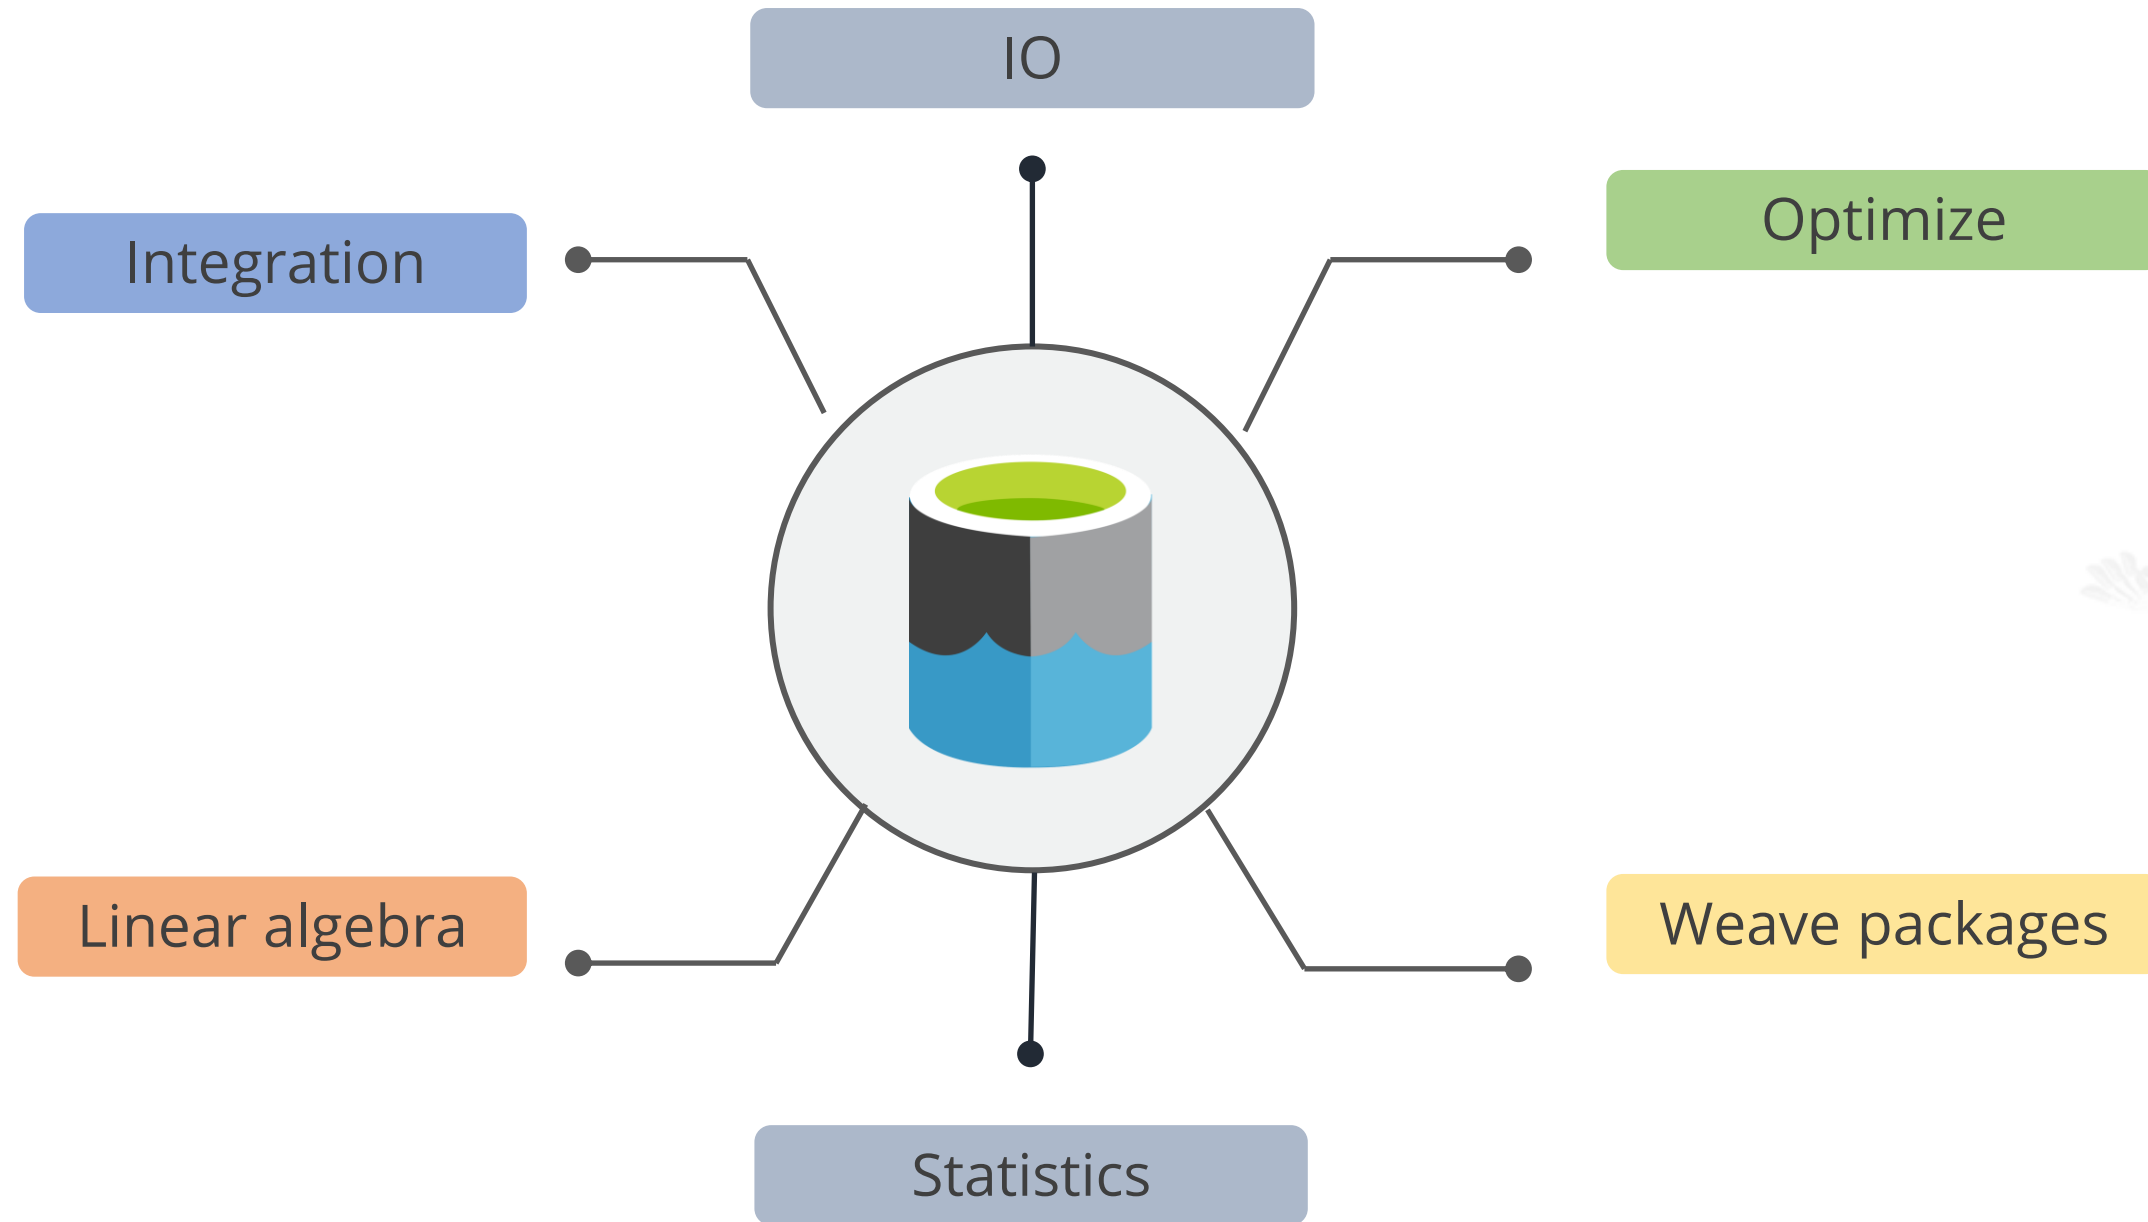 IO
Optimize
Integration
Linear algebra
Weave packages
Statistics